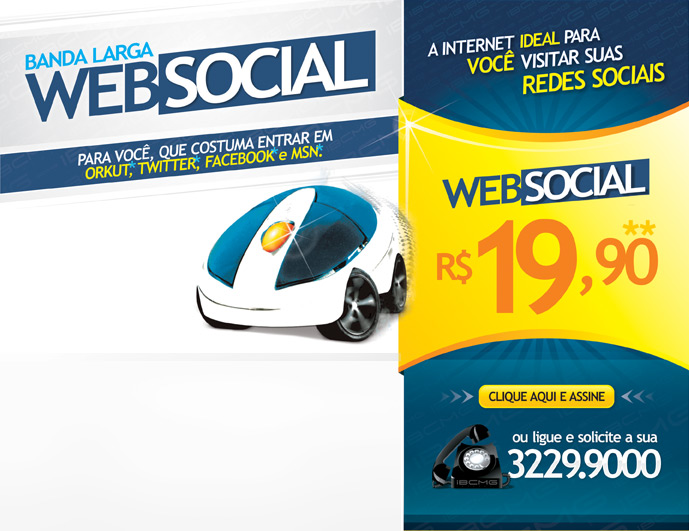 BANDA LARGA
WEBSOCIAL
PARA VOCÊ, QUE COSTUMA ENTRAR EM
ORKUT,* TWITTER,* FACEBOOK* e MSN.*
A INTERNET IDEAL PARA
VOCÊ VISITAR SUAS
REDES SOCIAIS
WEBSOCIAL
R$ 19,90**
CLIQUE AQUI E ASSINE
ou ligue e solicite a sua
3229.9000
IBCMG